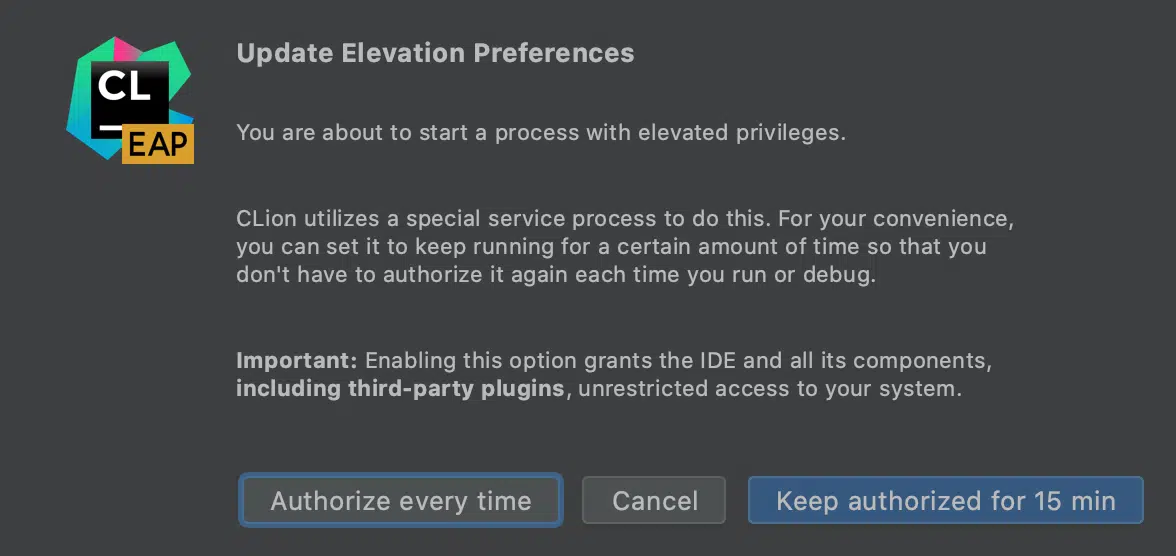 Update Elevation Preferences
CL
EAP
You are about to start a process with elevated privileges.
CLion utilizes a special service process to do this. For your convenience,
you can set it to keep running for a certain amount of time so that you
don't have to authorize it again each time you run or debug.
Important: Enabling this option grants the IDE and all its components,
including third-party plugins, unrestricted access to your system.
Authorize every time
Cancel
Keep authorized for 15 min